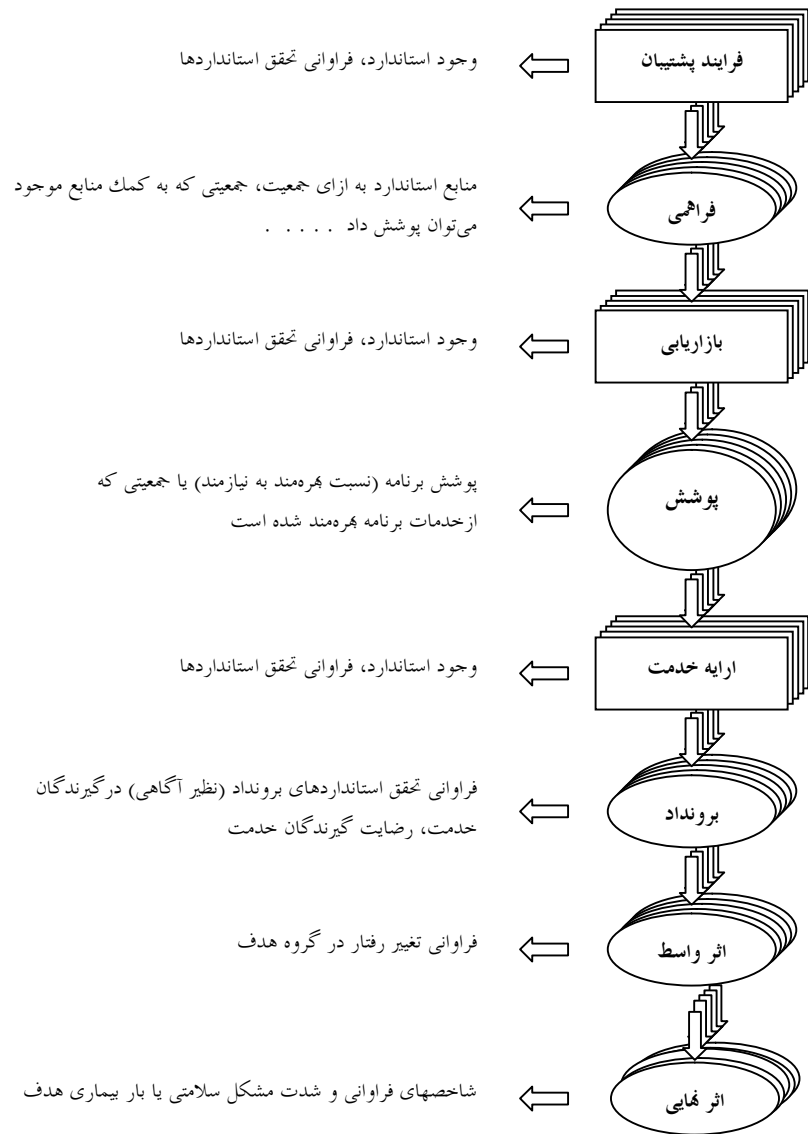 فرایند پشتیبان
وجود استاندارد، فراوانی تحقق استانداردها
فراهمی
منابع استاندارد به ازای جمعیت، جمعیتی که به کمك منابع موجود
می‌توان پوشش داد . . . . .
بازاریابی
وجود استاندارد، فراوانی تحقق استانداردها
پوشش
پوشش برنامه (نسبت بهره‌مند به نیازمند) یا جمعیتی که
ازخدمات برنامه بهره‌مند شده است
ارایه خدمت
وجود استاندارد، فراوانی تحقق استانداردها
برونداد
فراوانی تحقق استانداردهای برونداد (نظیر آگاهی) درگیرندگان
خدمت، رضایت گیرندگان خدمت
اثر واسط
فراوانی تغییر رفتار در گروه هدف
اثر نهایی
شاخصهای فراوانی و شدت مشکل سلامتی یا بار بیماری هدف